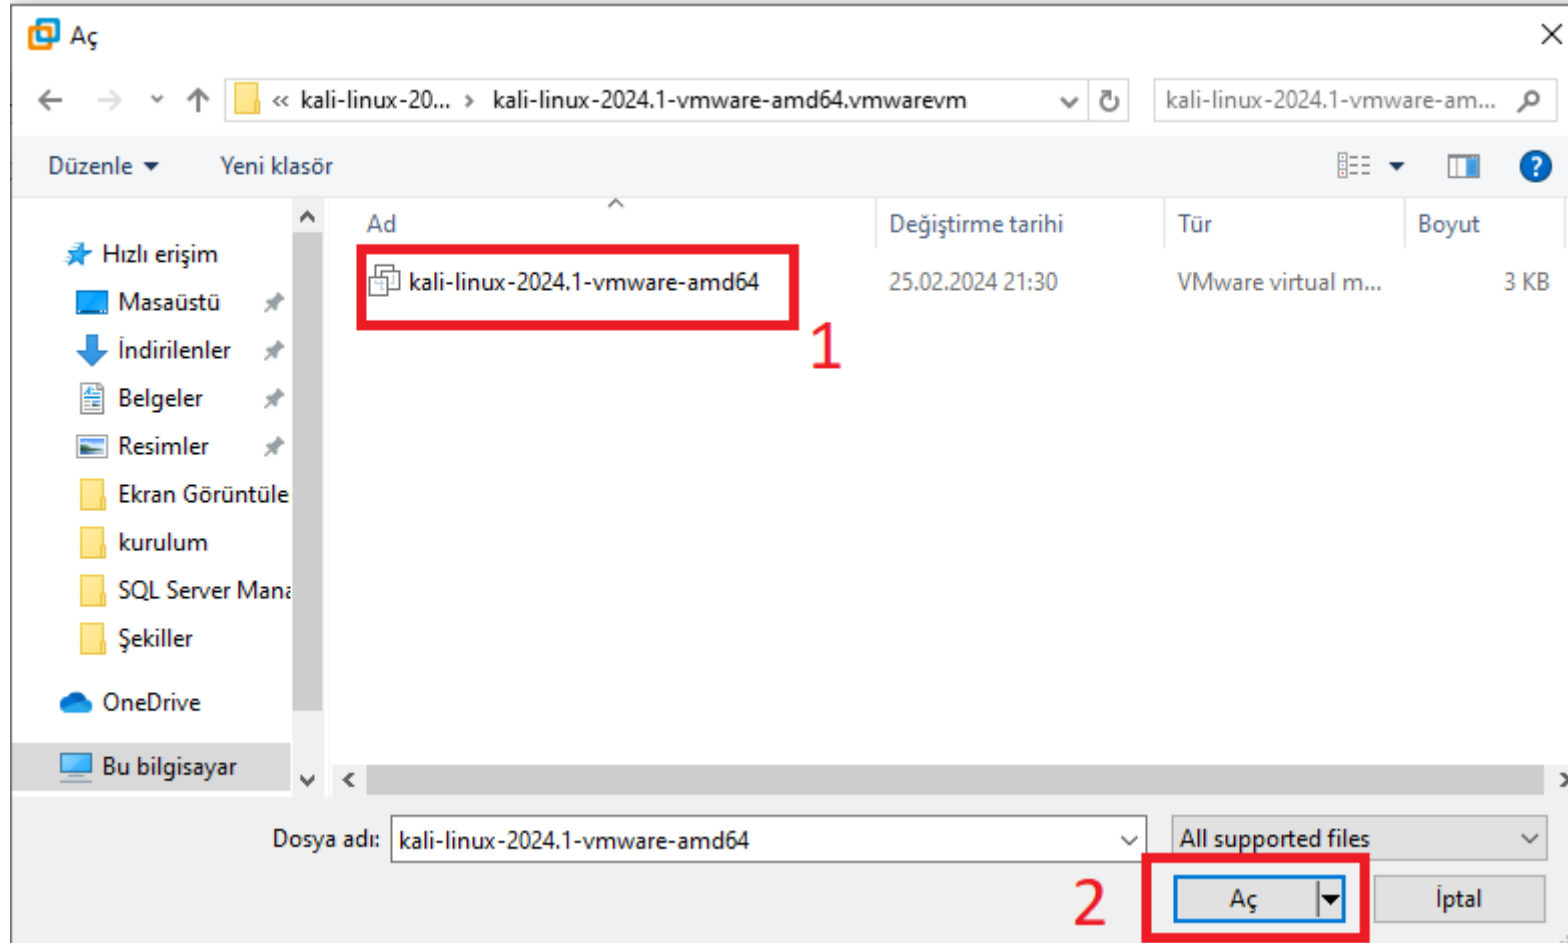 Aç
« kali-linux-20... › kali-linux-2024.1-vmware-amd64.vmwarevm
kali-linux-2024.1-vmware-am...
Düzenle
Yeni klasör
Ad
Değiştirme tarihi
Tür
Boyut
kali-linux-2024.1-vmware-amd64
25.02.2024 21:30
VMware virtual m...
3 KB
1
Hızlı erişim
Masaüstü
İndirilenler
Belgeler
Resimler
Ekran Görüntüle
kurulum
SQL Server Mana
Şekiller
OneDrive
Bu bilgisayar
Dosya adı:
kali-linux-2024.1-vmware-amd64
All supported files
2
Aç
İptal